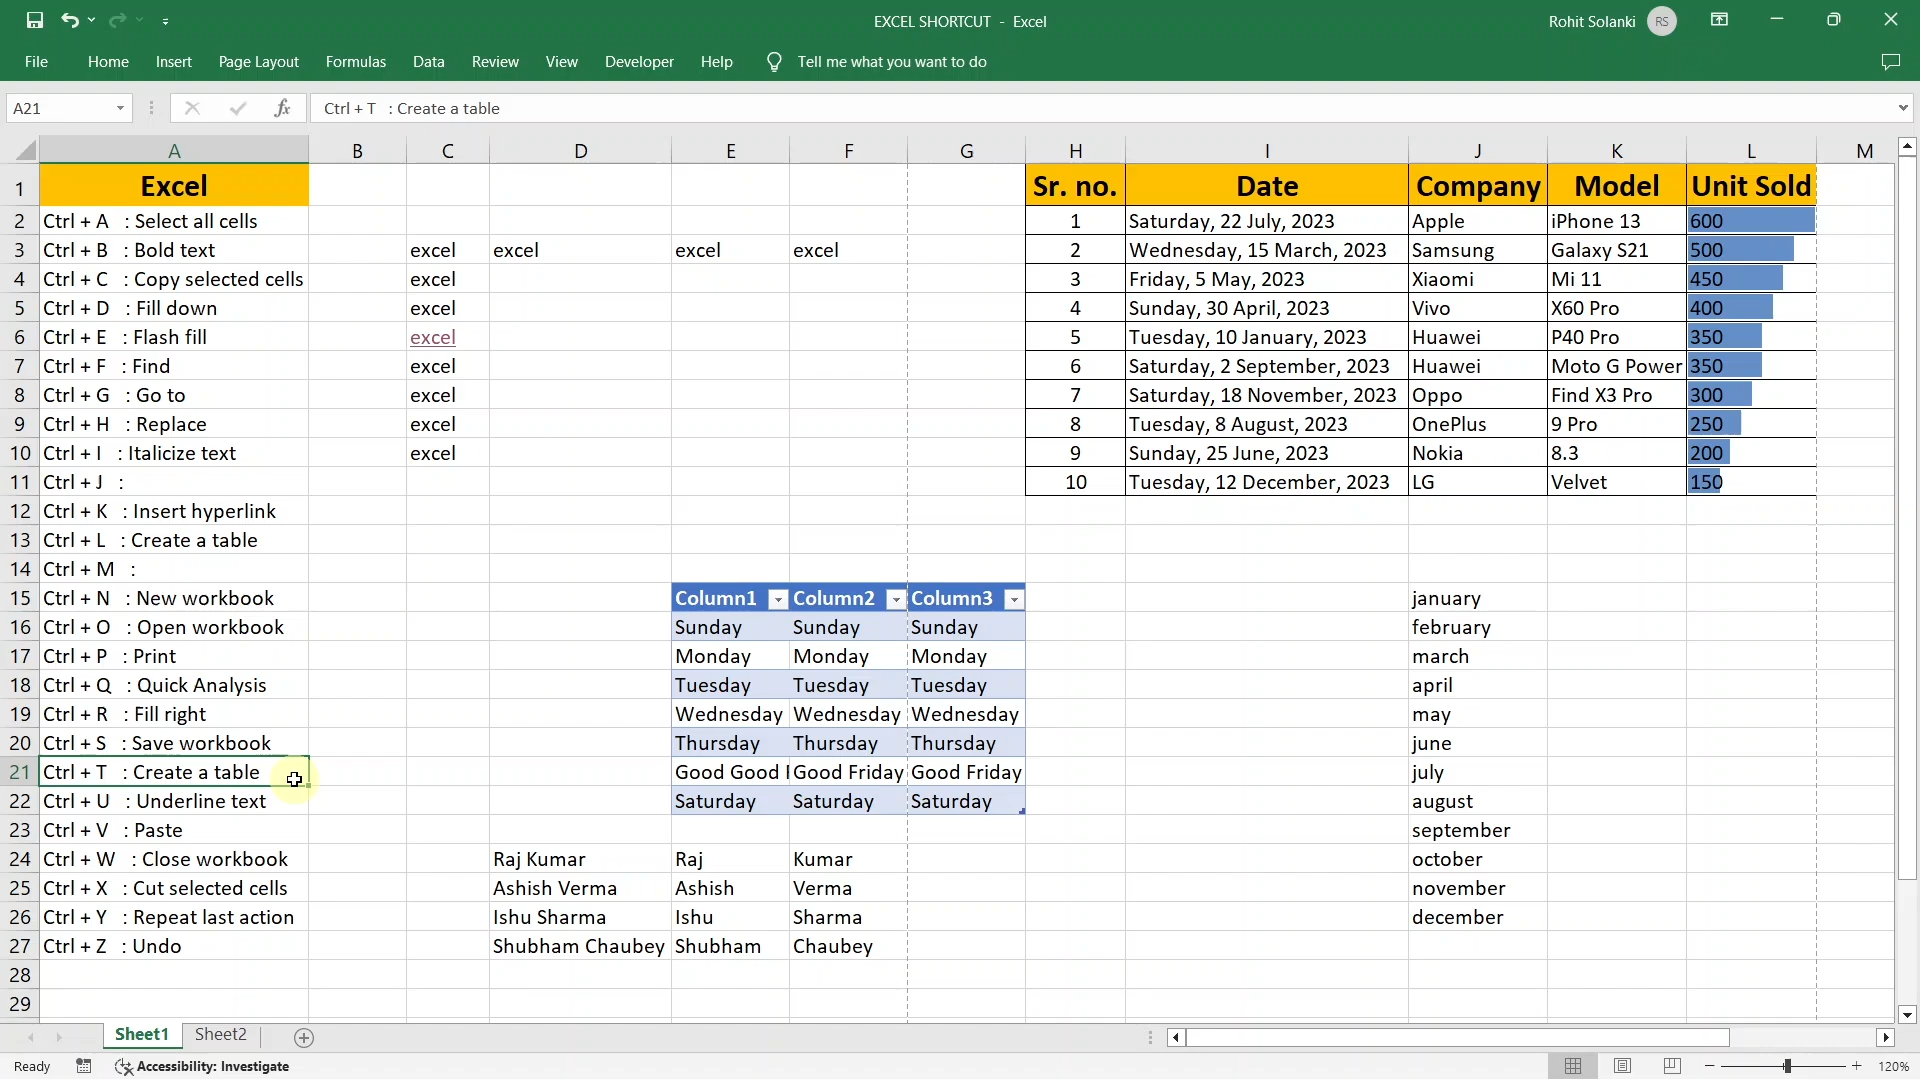 EXCEL SHORTCUT - Excel
Rohit Solanki RS
File Home Insert Page Layout Formulas Data Review View Developer Help Tell me what you want to do
A21 fx Ctrl + T : Create a table
A B C D E F G H I J K L M
1 Excel Sr. no. Date Company Model Unit Sold
2 Ctrl + A : Select all cells 1 Saturday, 22 July, 2023 Apple iPhone 13 600
3 Ctrl + B : Bold text excel excel excel excel 2 Wednesday, 15 March, 2023 Samsung Galaxy S21 500
4 Ctrl + C : Copy selected cells excel 3 Friday, 5 May, 2023 Xiaomi Mi 11 450
5 Ctrl + D : Fill down excel 4 Sunday, 30 April, 2023 Vivo X60 Pro 400
6 Ctrl + E : Flash fill excel 5 Tuesday, 10 January, 2023 Huawei P40 Pro 350
7 Ctrl + F : Find excel 6 Saturday, 2 September, 2023 Huawei Moto G Power 350
8 Ctrl + G : Go to excel 7 Saturday, 18 November, 2023 Oppo Find X3 Pro 300
9 Ctrl + H : Replace excel 8 Tuesday, 8 August, 2023 OnePlus 9 Pro 250
10 Ctrl + I : Italicize text excel 9 Sunday, 25 June, 2023 Nokia 8.3 200
11 Ctrl + J : 10 Tuesday, 12 December, 2023 LG Velvet 150
12 Ctrl + K : Insert hyperlink
13 Ctrl + L : Create a table
14 Ctrl + M :
15 Ctrl + N : New workbook Column1 Column2 Column3 january
16 Ctrl + O : Open workbook Sunday Sunday Sunday february
17 Ctrl + P : Print Monday Monday Monday march
18 Ctrl + Q : Quick Analysis Tuesday Tuesday Tuesday april
19 Ctrl + R : Fill right Wednesday Wednesday Wednesday may
20 Ctrl + S : Save workbook Thursday Thursday Thursday june
21 Ctrl + T : Create a table Good Good Good Friday Good Friday july
22 Ctrl + U : Underline text Saturday Saturday Saturday august
23 Ctrl + V : Paste september
24 Ctrl + W : Close workbook Raj Kumar Raj Kumar october
25 Ctrl + X : Cut selected cells Ashish Verma Ashish Verma november
26 Ctrl + Y : Repeat last action Ishu Sharma Ishu Sharma december
27 Ctrl + Z : Undo Shubham Chaubey Shubham Chaubey
28
29
Sheet1 Sheet2
Ready Accessibility: Investigate 120%